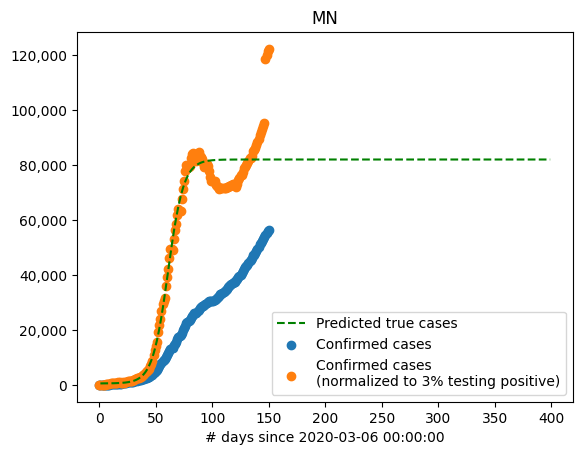 MN
120,000
100,000
80,000
60,000
40,000
20,000
0
Predicted true cases
Confirmed cases
Confirmed cases
(normalized to 3% testing positive)
0 50 100 150 200 250 300 350 400
# days since 2020-03-06 00:00:00